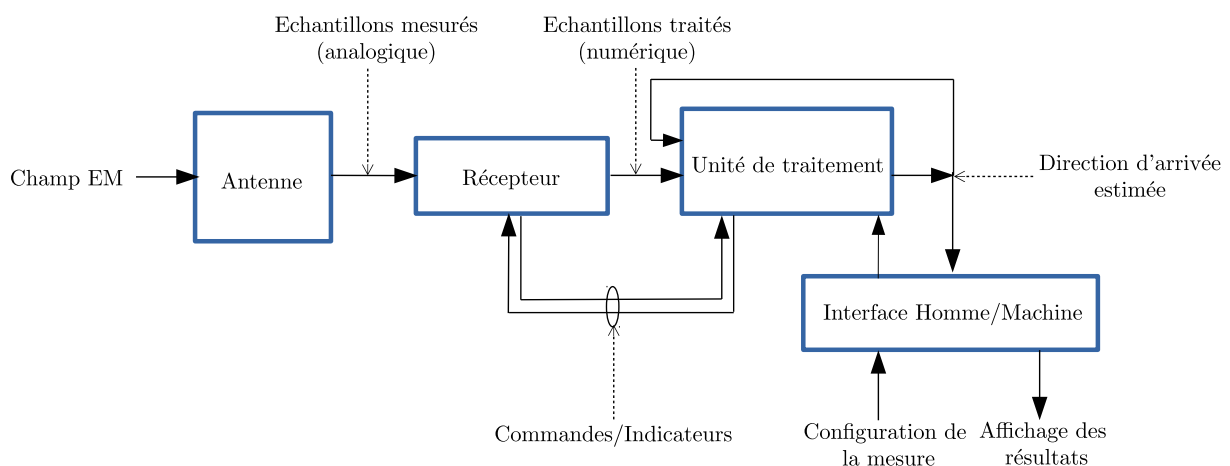 Echantillons mesurés
(analogique)
Echantillons traités
(numérique)
Champ EM
Antenne
Récepteur
Unité de traitement
Direction d'arrivée
estimée
Interface Homme/Machine
Commandes/Indicateurs
Configuration de
la mesure
Affichage des
résultats